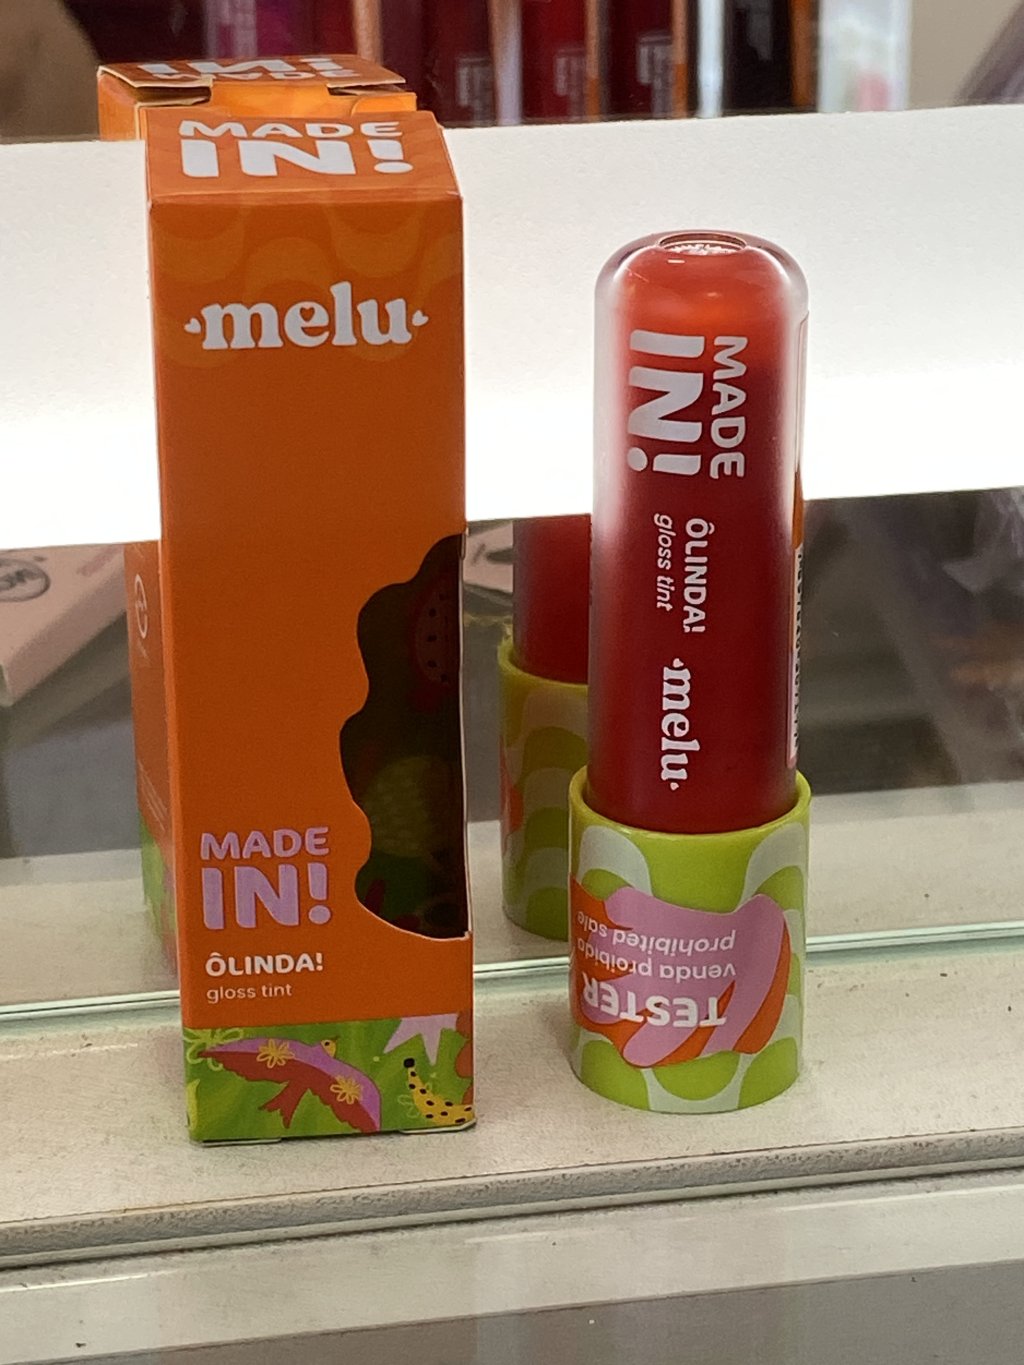 MADE
IN!
melu
MADE
IN!
ÔLINDA!
gloss tint
MADE
IN!
ÔLINDA!
gloss tint
melu
TESTER
venda proibida
prohibited sale